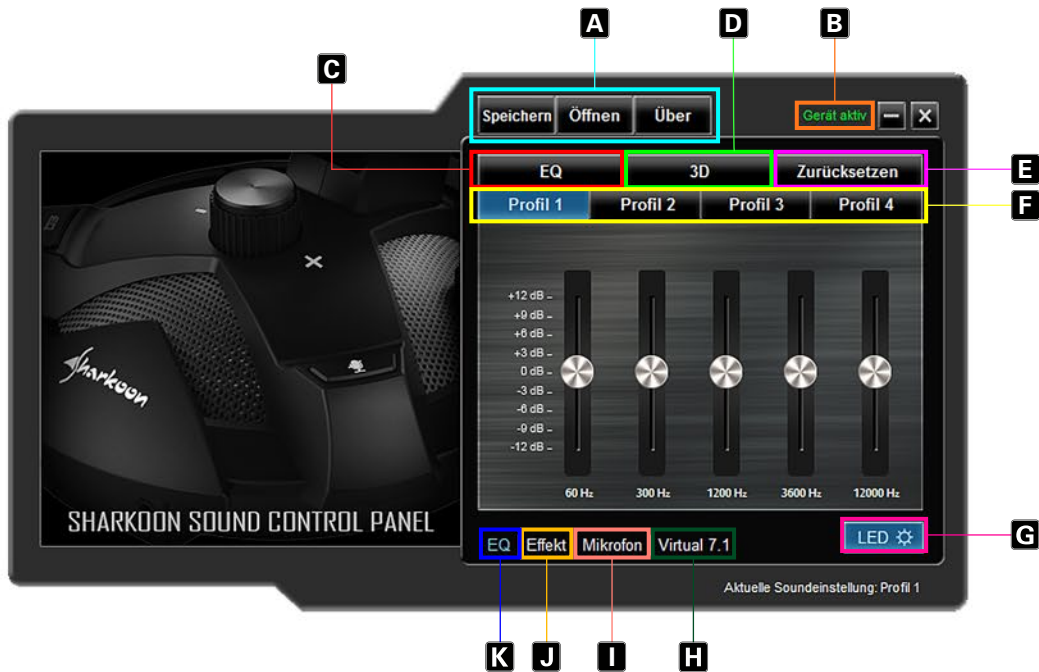 A D B
C
Speichern Öffnen Über Gerät aktiv
EQ 3D Zurücksetzen E
Profil 1 Profil 2 Profil 3 Profil 4 F
+12 dB
+9 dB
+6 dB
+3 dB
0 dB
-3 dB
-6 dB
-9 dB
-12 dB
60 Hz 300 Hz 1200 Hz 3600 Hz 12000 Hz
Sharkoon
SHARKOON SOUND CONTROL PANEL
EQ Effekt Mikrofon Virtual 7.1 LED G
Aktuelle Soundeinstellung: Profil 1
K J I H